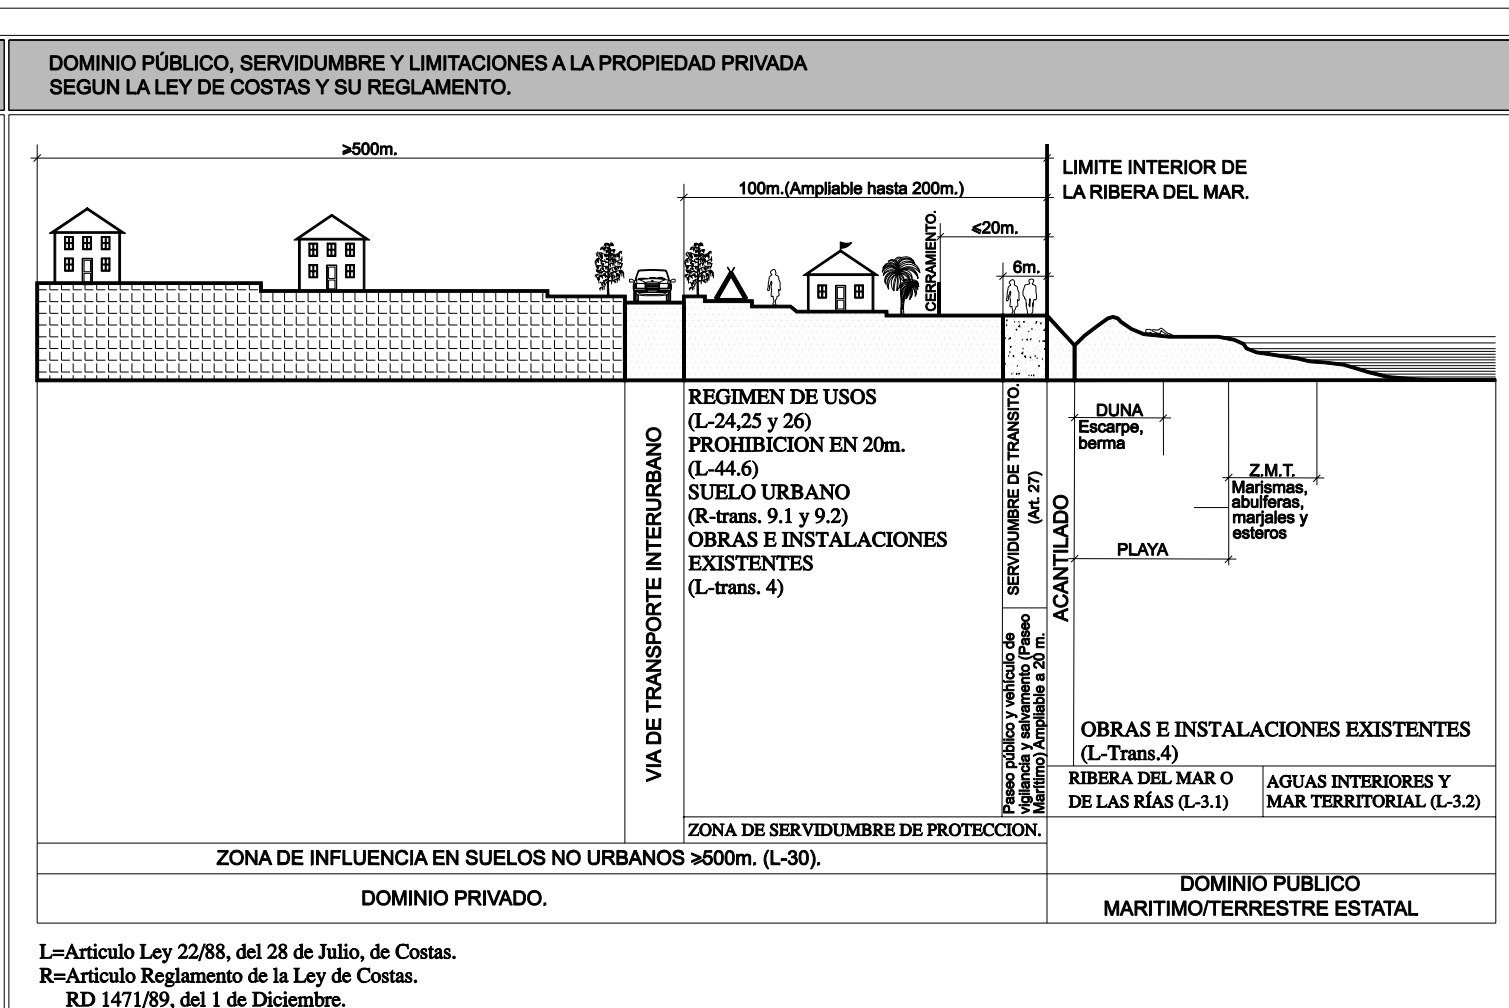 DOMINIO PÚBLICO, SERVIDUMBRE Y LIMITACIONES A LA PROPIEDAD PRIVADA
SEGUN LA LEY DE COSTAS Y SU REGLAMENTO.
≥500m.
LIMITE INTERIOR DE
LA RIBERA DEL MAR.
100m.(Ampliable hasta 200m.)
CERRAMIENTO.
≤20m.
6m.
VIA DE TRANSPORTE INTERURBANO
REGIMEN DE USOS
(L-24,25 y 26)
PROHIBICION EN 20m.
(L-44.6)
SUELO URBANO
(R-trans. 9.1 y 9.2)
OBRAS E INSTALACIONES
EXISTENTES
(L-trans. 4)
SERVIDUMBRE DE TRANSITO.
(Art. 27)
Paseo público y vehículo de
vigilancia y salvamento (Paseo
Marítimo) Ampliable a 20 m.
ACANTILADO
DUNA
Escarpe,
berma
Z.M.T.
Marismas,
abulferas,
marjales y
esteros
PLAYA
OBRAS E INSTALACIONES EXISTENTES
(L-Trans.4)
RIBERA DEL MAR O
DE LAS RÍAS (L-3.1)
AGUAS INTERIORES Y
MAR TERRITORIAL (L-3.2)
ZONA DE SERVIDUMBRE DE PROTECCION.
ZONA DE INFLUENCIA EN SUELOS NO URBANOS ≥500m. (L-30).
DOMINIO PRIVADO.
DOMINIO PUBLICO
MARITIMO/TERRESTRE ESTATAL
L=Articulo Ley 22/88, del 28 de Julio, de Costas.
R=Articulo Reglamento de la Ley de Costas.
RD 1471/89, del 1 de Diciembre.